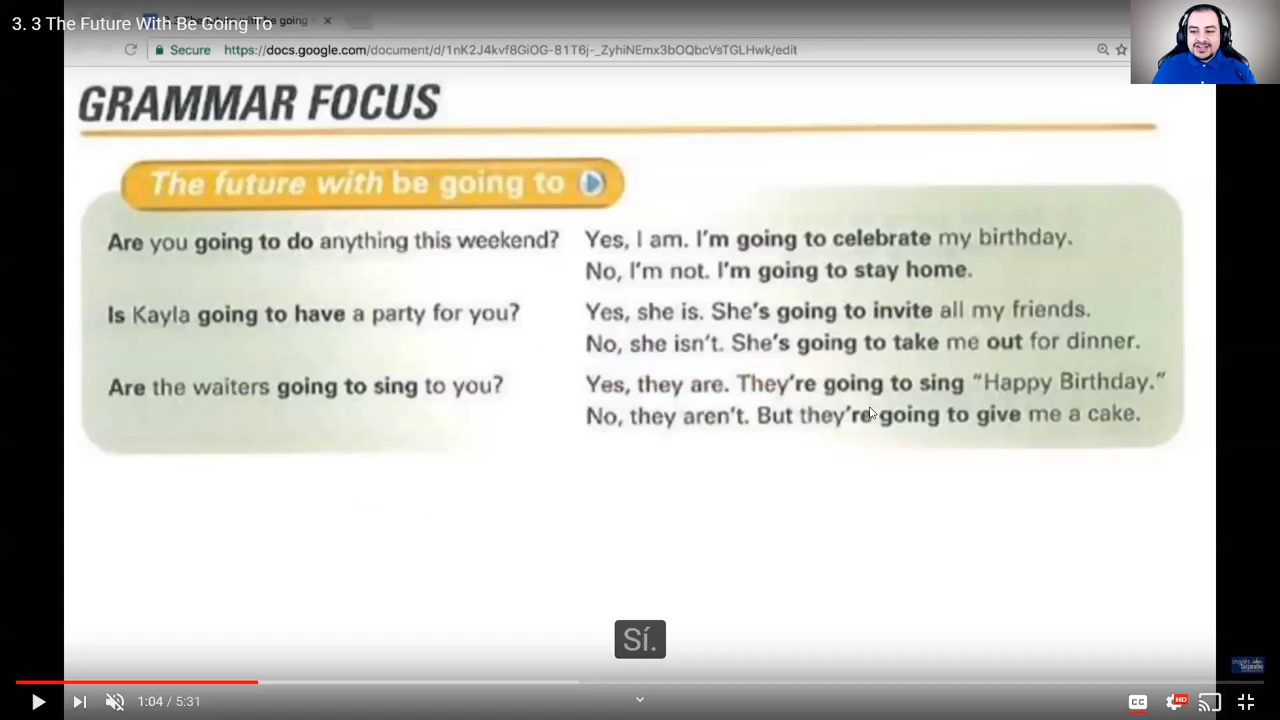 3. 3 The Future With Be Going To
Secure https://docs.google.com/document/d/1nK2J4kvf8GiOG-81T6j-_ZyhiNEmx3bOQbcVsTGLHwk/edit
GRAMMAR FOCUS
The future with be going to
Are you going to do anything this weekend?
Yes, I am. I'm going to celebrate my birthday.
No, I'm not. I'm going to stay home.
Is Kayla going to have a party for you?
Yes, she is. She's going to invite all my friends.
No, she isn't. She's going to take me out for dinner.
Are the waiters going to sing to you?
Yes, they are. They're going to sing "Happy Birthday."
No, they aren't. But they're going to give me a cake.
Sí.
1:04 / 5:31
CC
HD